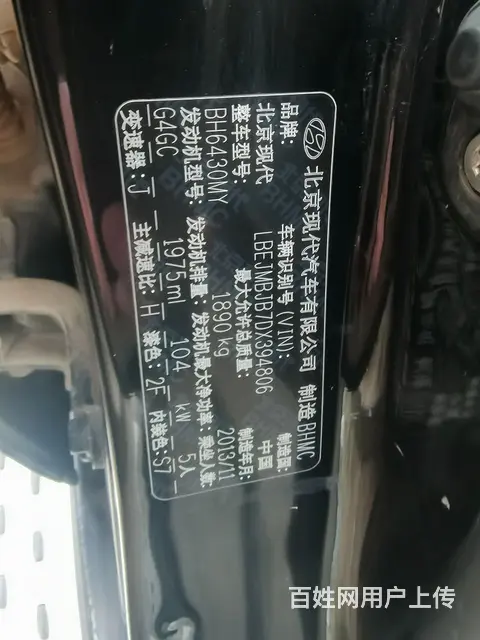 北京现代汽车有限公司 制造 BHMC
品牌: 车辆识别号(VIN): 制造国:
北京现代 LBEJMBJB7DX394806 中国
整车型号: 最大允许总质量: 制造年月:
BH6430MY 1890 kg 2013/11
发动机型号: 发动机排量: 发动机最大净功率: 乘坐人数:
G4GC 1975 ml 104 kW 5人
变速器: J 主减速比: H 漆色: 2F 内装色: S7
百姓网用户上传